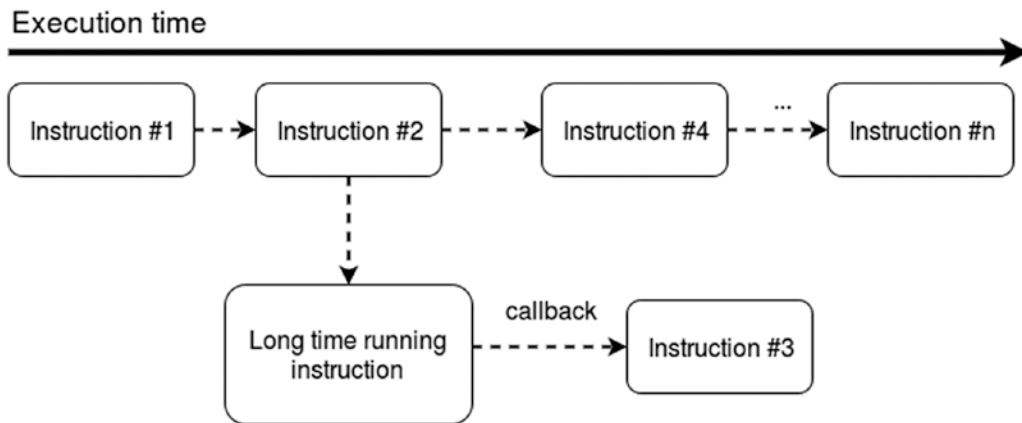 Execution time
Instruction #1
Instruction #2
Instruction #4
...
Instruction #n
Long time running
instruction
callback
Instruction #3